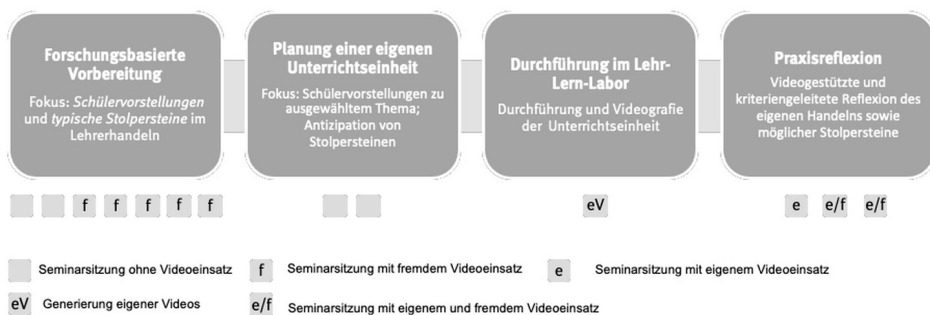 Forschungsbasierte
Vorbereitung
Fokus: Schülervorstellungen
und typische Stolpersteine im
Lehrerhandeln
Planung einer eigenen
Unterrichtseinheit
Fokus: Schülervorstellungen zu
ausgewähltem Thema;
Antizipation von
Stolpersteinen
Durchführung im Lehr-
Lern-Labor
Durchführung und Videografie
der Unterrichtseinheit
Praxisreflexion
Videogestützte und
kriteriengeleitete Reflexion des
eigenen Handelns sowie
möglicher Stolpersteine
f f f f f
eV
e e/f e/f
Seminarsitzung ohne Videoeinsatz
f Seminarsitzung mit fremdem Videoeinsatz
e Seminarsitzung mit eigenem Videoeinsatz
eV Generierung eigener Videos
e/f Seminarsitzung mit eigenem und fremdem Videoeinsatz